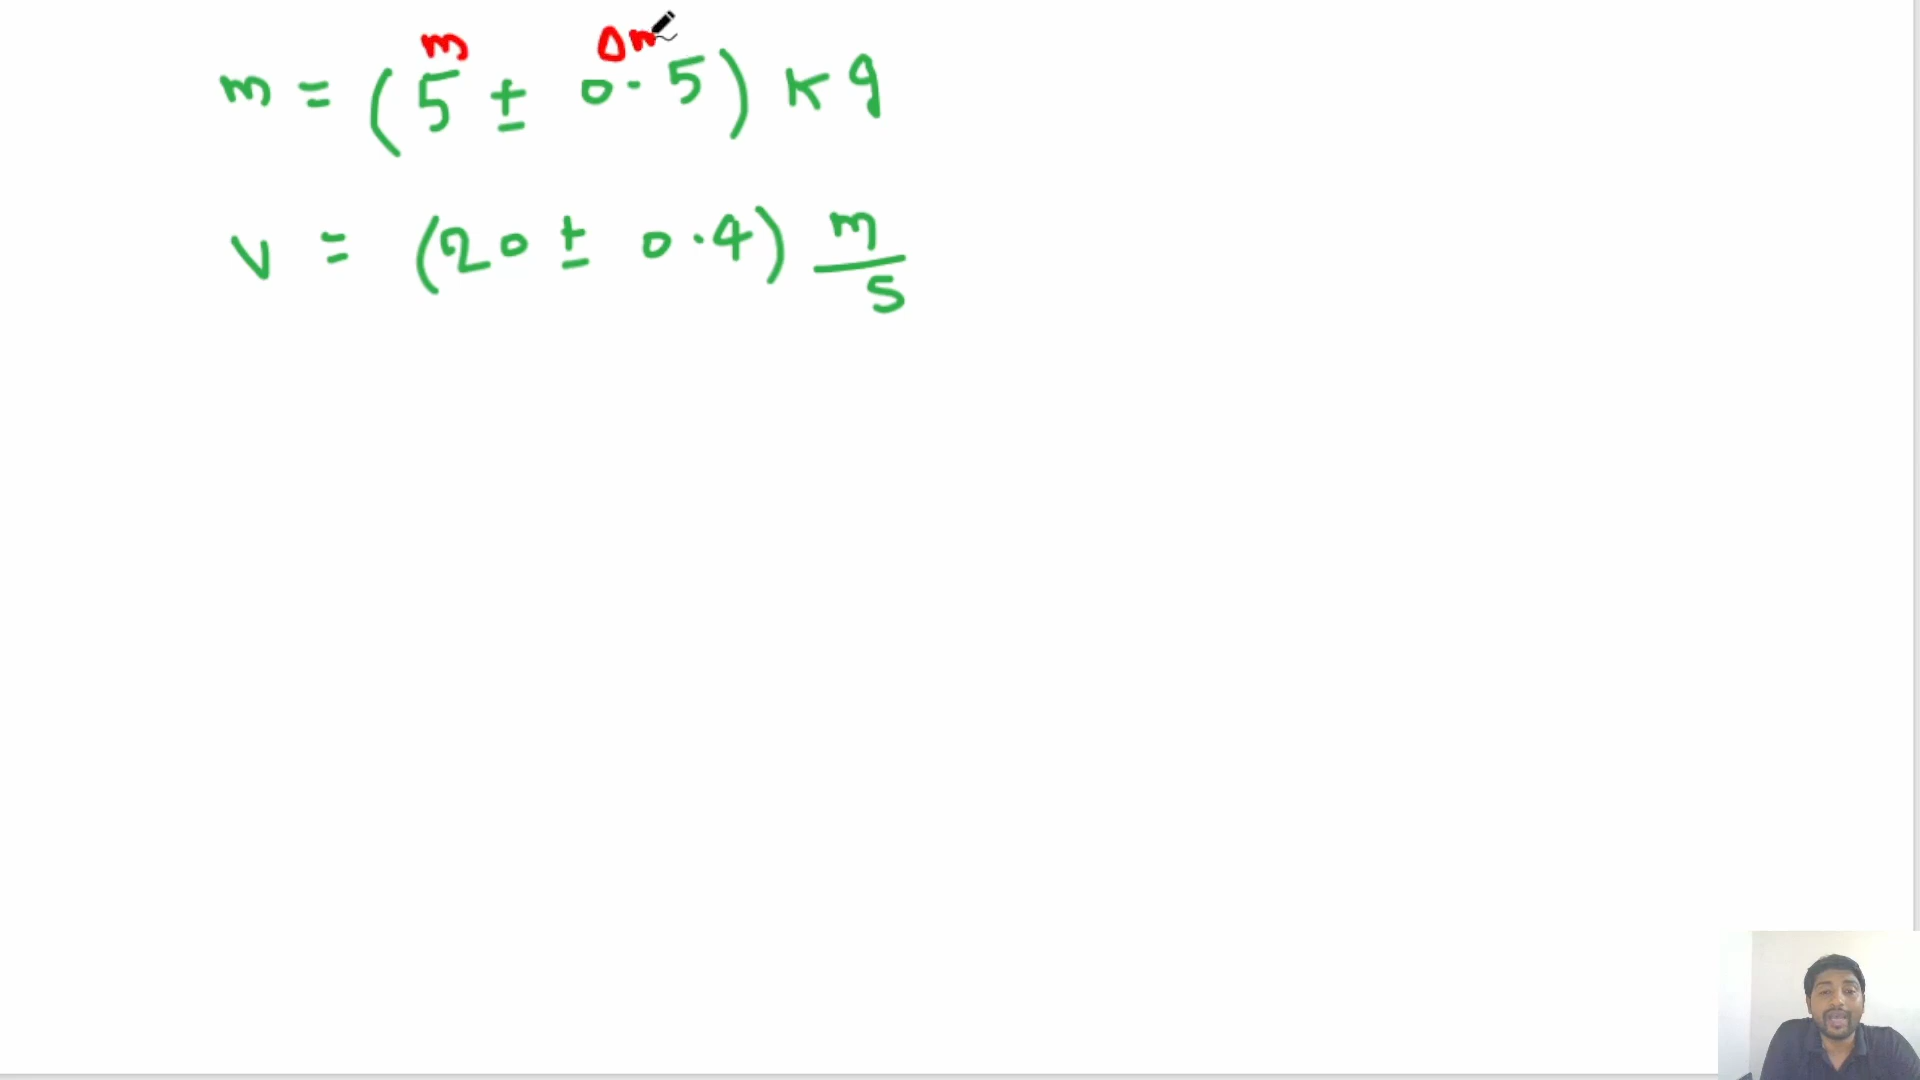 m Δm
m = (5 ± 0.5) kg
v = (20 ± 0.4) m/s